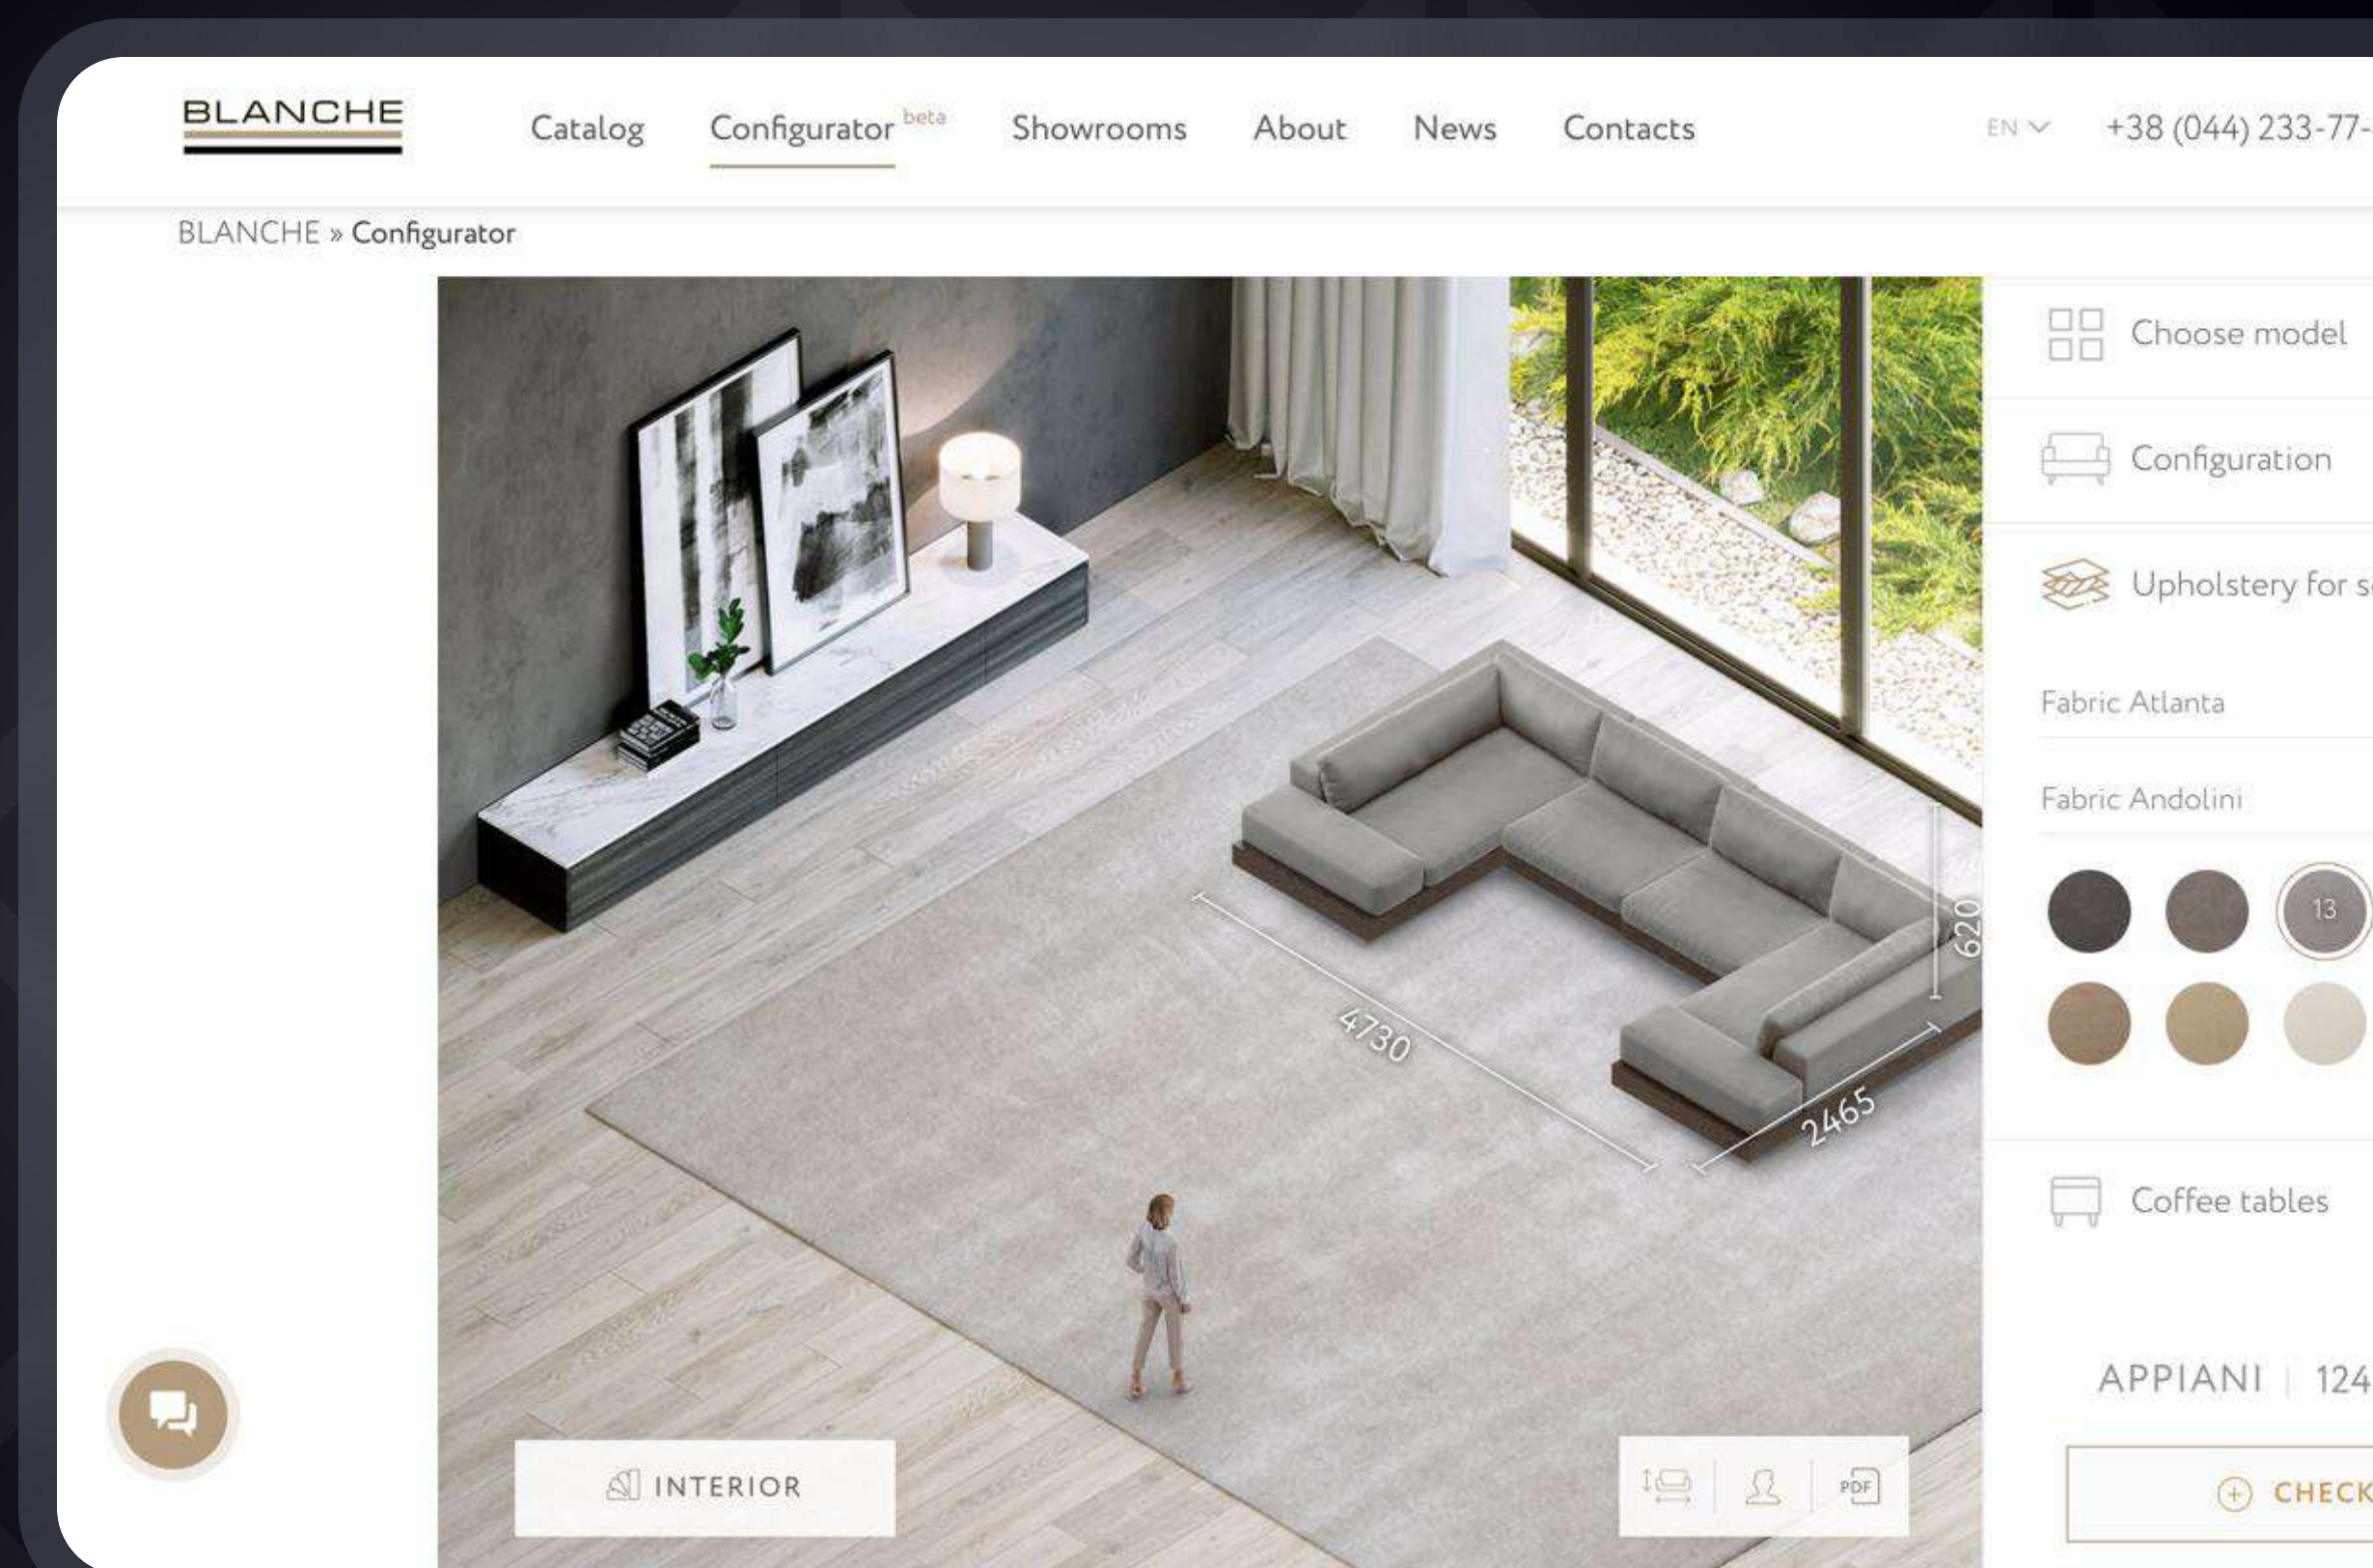 BLANCHE
Catalog
Configurator beta
Showrooms
About
News
Contacts
EN
+38 (044) 233-77-
BLANCHE » Configurator
Choose model
Configuration
Upholstery for
Fabric Atlanta
Fabric Andolini
13
620
4730
2465
Coffee tables
APPIANI | 124
INTERIOR
PDF
CHECK